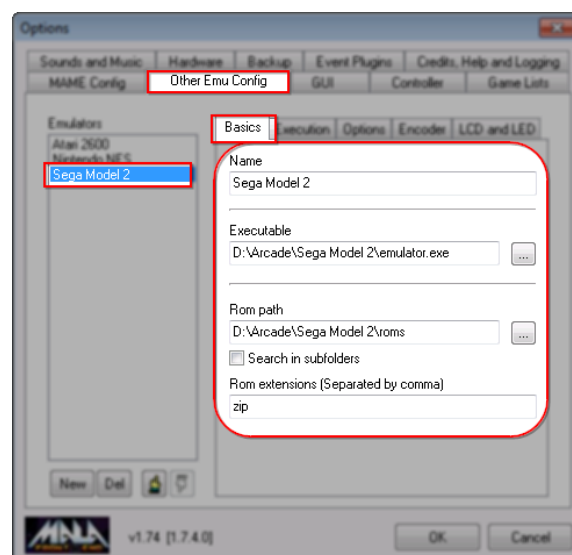 Options
Sounds and Music Hardware Backup Event Plugins Credits, Help and Logging
MAME Config Other Emu Config GUI Controller Game Lists
Emulators
Atari 2600
Nintendo NES
Sega Model 2
Basics Execution Options Encoder LCD and LED
Name
Sega Model 2
Executable
D:\Arcade\Sega Model 2\emulator.exe
...
Rom path
D:\Arcade\Sega Model 2\roms
...
Search in subfolders
Rom extensions (Separated by comma)
zip
New Del
MALA
v1.74 [1.7.4.0]
OK Cancel